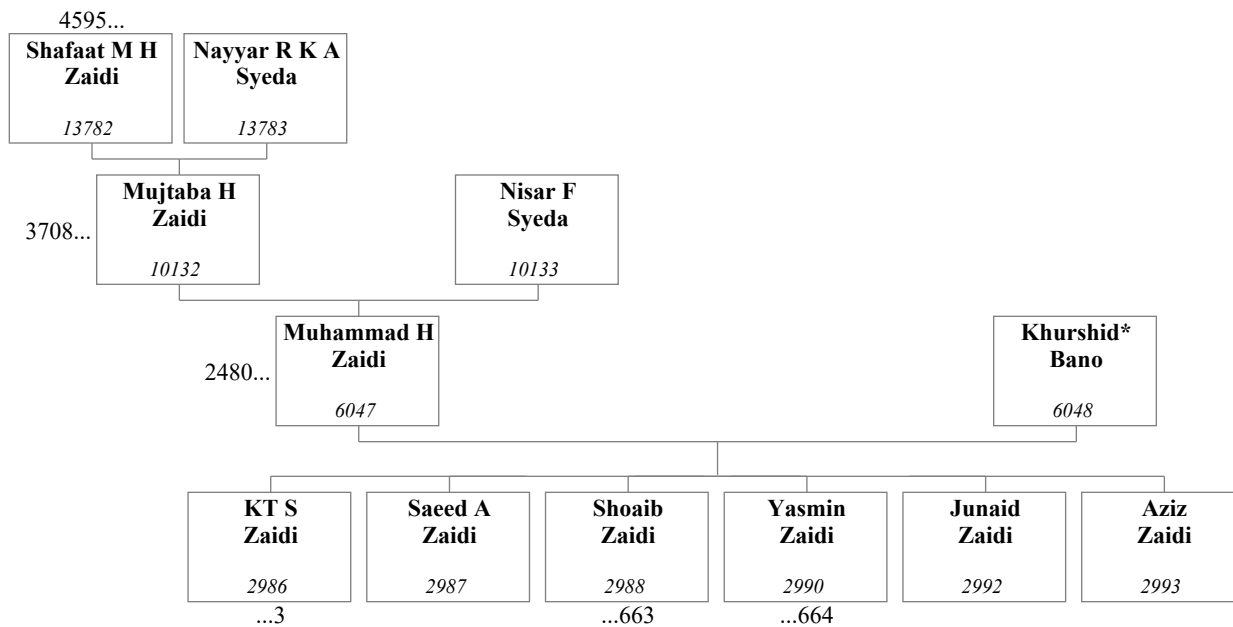 4595...
Shafaat M H
Zaidi
13782
Nayyar R K A
Syeda
13783
3708...
Mujtaba H
Zaidi
10132
Nisar F
Syeda
10133
2480...
Muhammad H
Zaidi
6047
Khurshid*
Bano
6048
KT S
Zaidi
2986
...3
Saeed A
Zaidi
2987
Shoaib
Zaidi
2988
...663
Yasmin
Zaidi
2990
...664
Junaid
Zaidi
2992
Aziz
Zaidi
2993